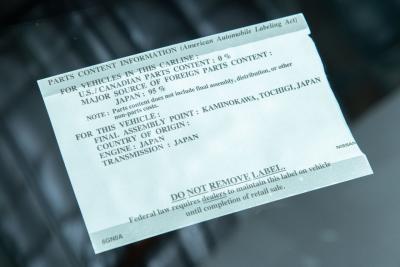 PARTS CONTENT INFORMATION (American Automobile Labeling Act)
FOR VEHICLES IN THIS CARLINE:
U.S./CANADIAN PARTS CONTENT : 0 %
MAJOR SOURCE OF FOREIGN PARTS CONTENT :
JAPAN : 95 %
NOTE : Parts content does not include final assembly, distribution, or other
non-parts costs.
FOR THIS VEHICLE :
FINAL ASSEMBLY POINT : KAMINOKAWA, TOCHIGI, JAPAN
COUNTRY OF ORIGIN :
ENGINE : JAPAN
TRANSMISSION : JAPAN
NISSAN
DO NOT REMOVE LABEL.
Federal law requires dealers to maintain this label on vehicle
until completion of retail sale.